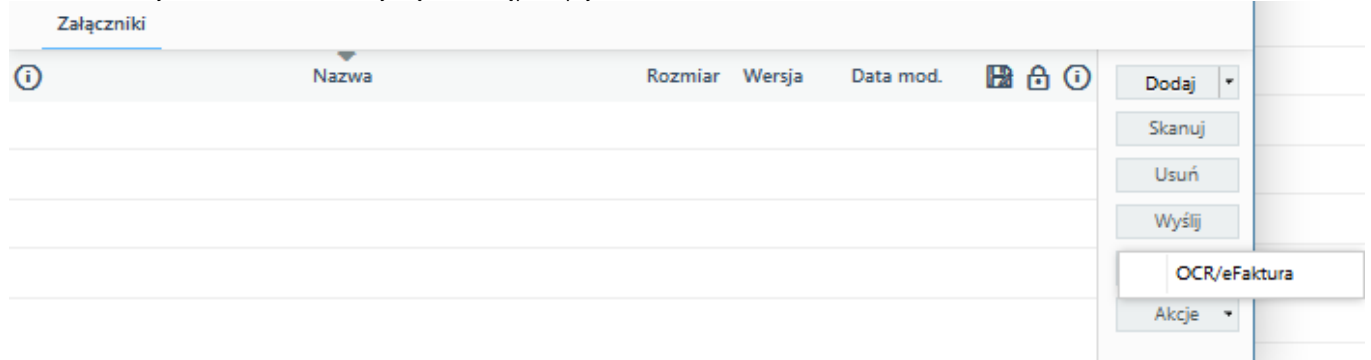 Załączniki
Nazwa Rozmiar Wersja Data mod.
Dodaj
Skanuj
Usuń
Wyślij
OCR/eFaktura
Akcje